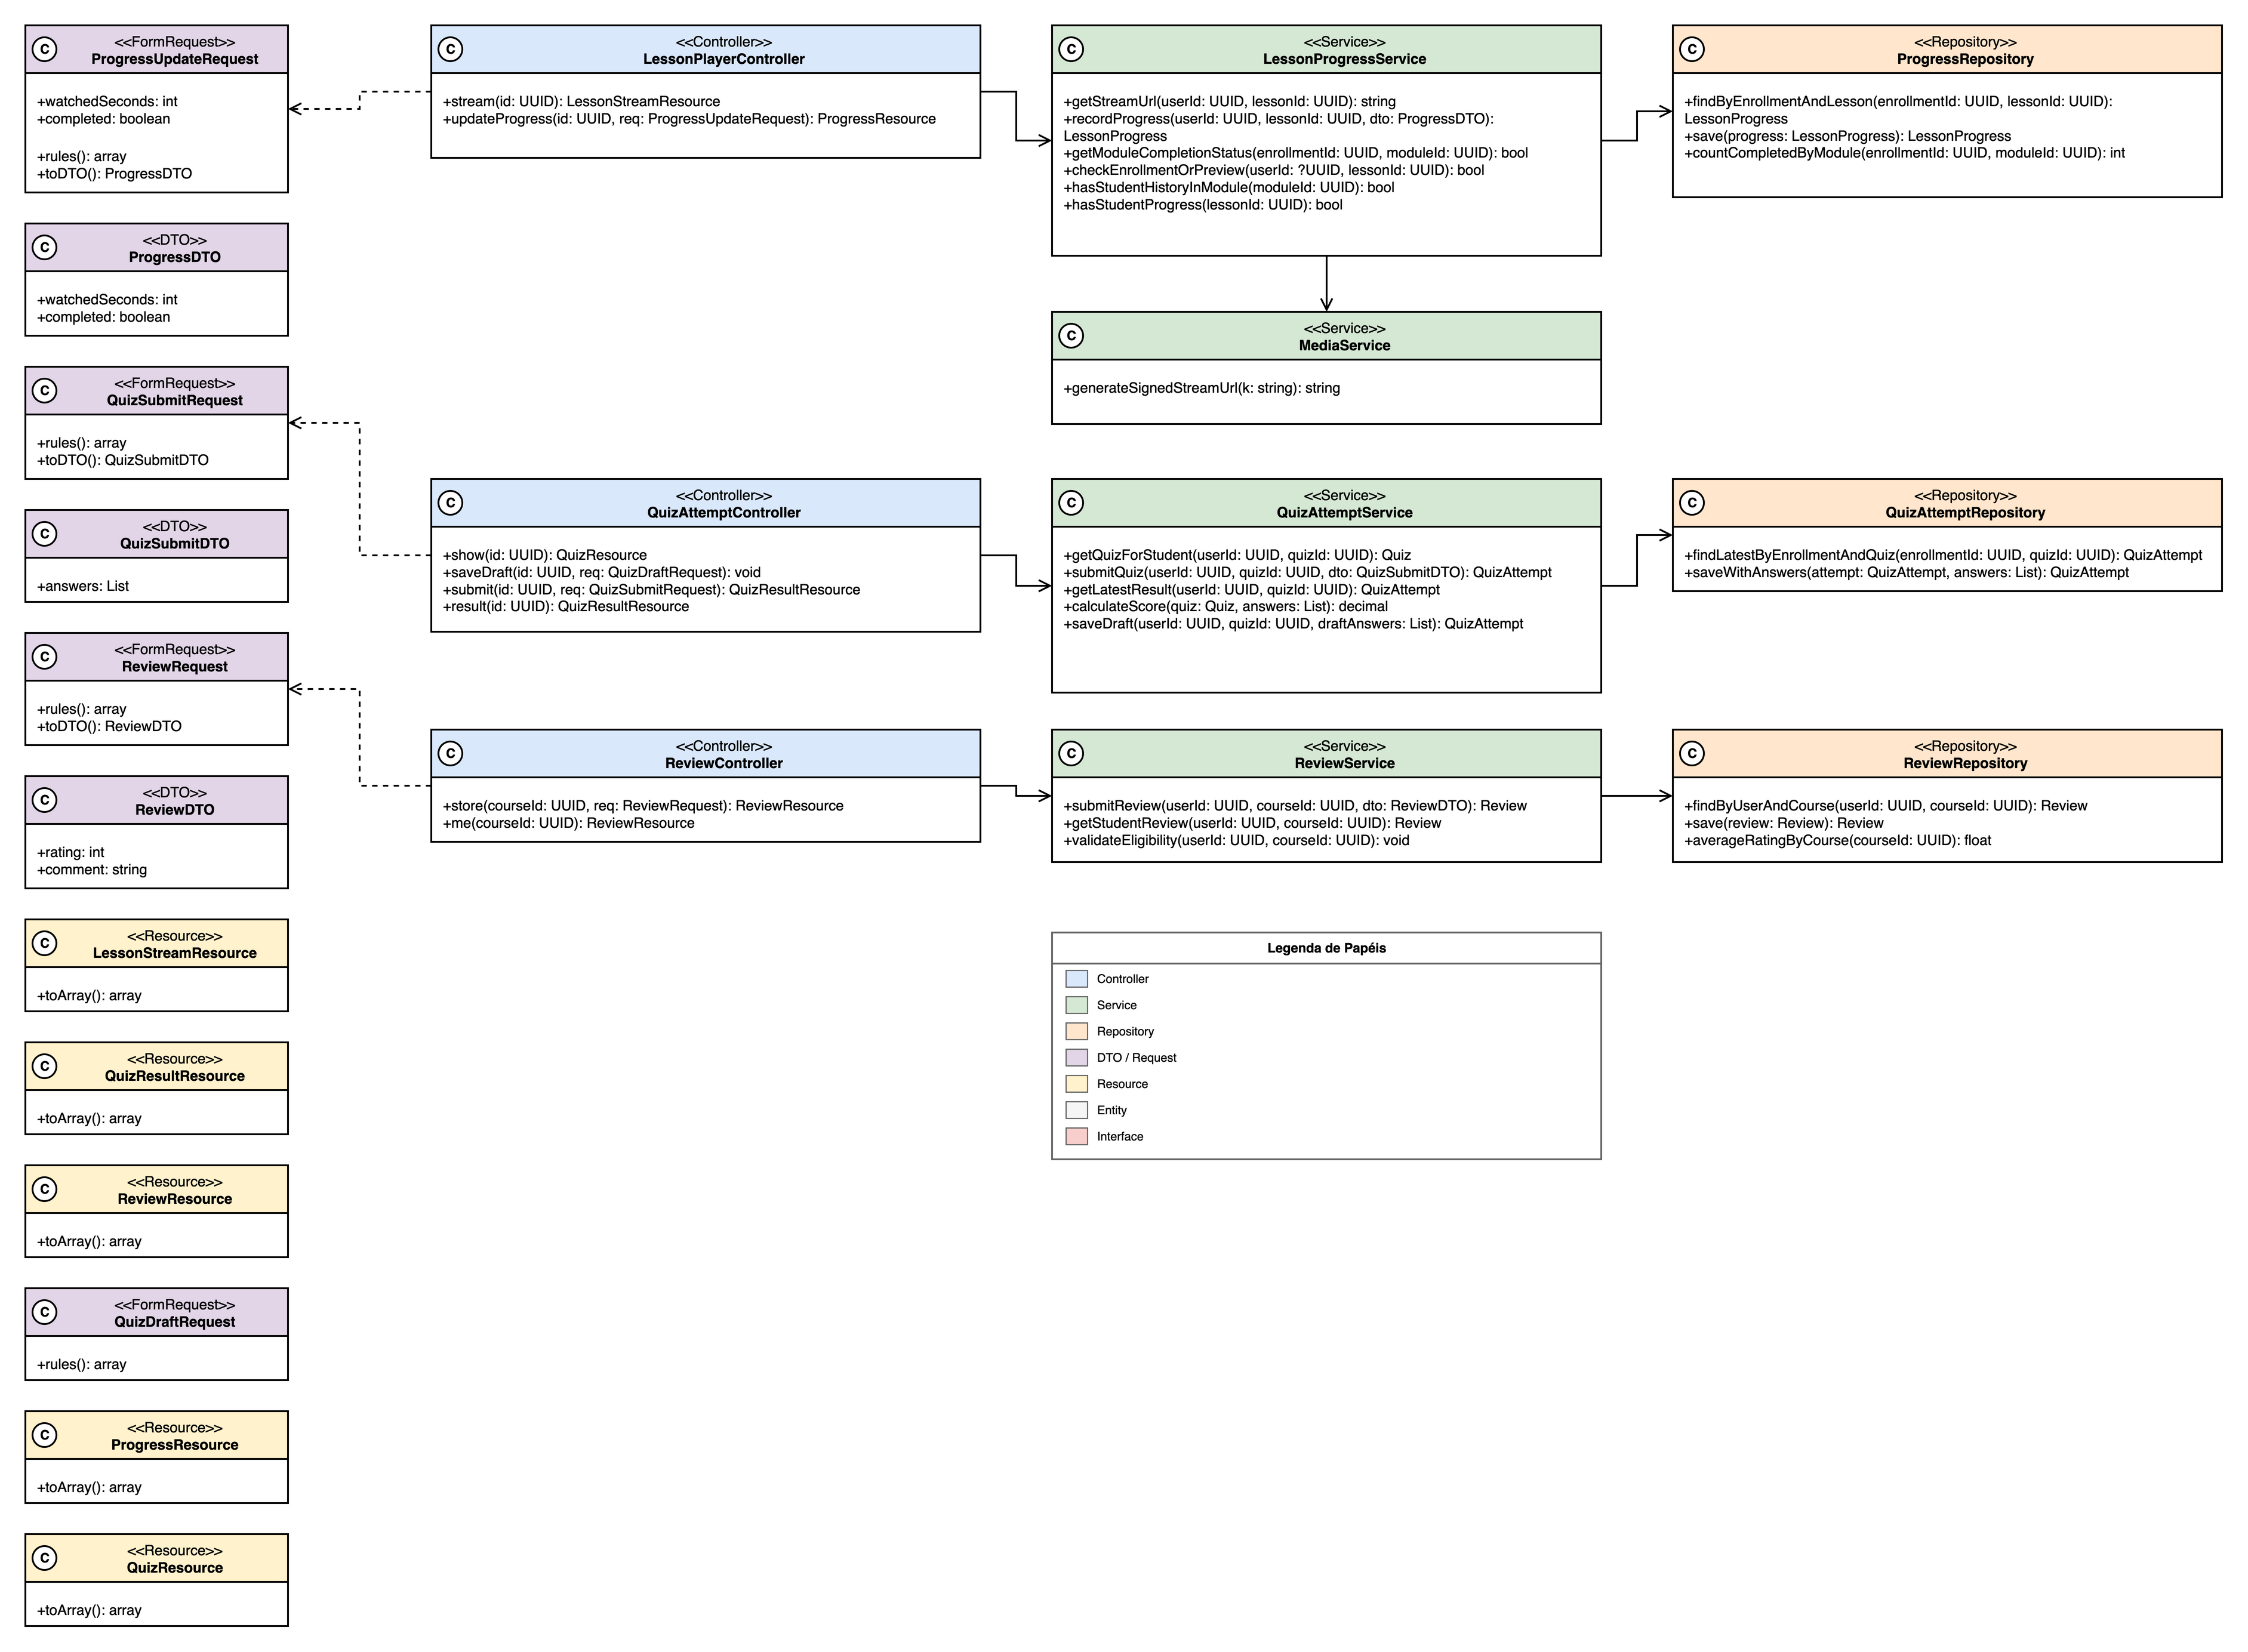 C
<<FormRequest>>
ProgressUpdateRequest
+watchedSeconds: int
+completed: boolean
+rules(): array
+toDTO(): ProgressDTO
C
<<DTO>>
ProgressDTO
+watchedSeconds: int
+completed: boolean
C
<<FormRequest>>
QuizSubmitRequest
+rules(): array
+toDTO(): QuizSubmitDTO
C
<<DTO>>
QuizSubmitDTO
+answers: List
C
<<FormRequest>>
ReviewRequest
+rules(): array
+toDTO(): ReviewDTO
C
<<DTO>>
ReviewDTO
+rating: int
+comment: string
C
<<Resource>>
LessonStreamResource
+toArray(): array
C
<<Resource>>
QuizResultResource
+toArray(): array
C
<<Resource>>
ReviewResource
+toArray(): array
C
<<FormRequest>>
QuizDraftRequest
+rules(): array
C
<<Resource>>
ProgressResource
+toArray(): array
C
<<Resource>>
QuizResource
+toArray(): array
C
<<Controller>>
LessonPlayerController
+stream(id: UUID): LessonStreamResource
+updateProgress(id: UUID, req: ProgressUpdateRequest): ProgressResource
C
<<Controller>>
QuizAttemptController
+show(id: UUID): QuizResource
+saveDraft(id: UUID, req: QuizDraftRequest): void
+submit(id: UUID, req: QuizSubmitRequest): QuizResultResource
+result(id: UUID): QuizResultResource
C
<<Controller>>
ReviewController
+store(courseId: UUID, req: ReviewRequest): ReviewResource
+me(courseId: UUID): ReviewResource
C
<<Service>>
LessonProgressService
+getStreamUrl(userId: UUID, lessonId: UUID): string
+recordProgress(userId: UUID, lessonId: UUID, dto: ProgressDTO):
LessonProgress
+getModuleCompletionStatus(enrollmentId: UUID, moduleId: UUID): bool
+checkEnrollmentOrPreview(userId: ?UUID, lessonId: UUID): bool
+hasStudentHistoryInModule(moduleId: UUID): bool
+hasStudentProgress(lessonId: UUID): bool
C
<<Service>>
MediaService
+generateSignedStreamUrl(k: string): string
C
<<Service>>
QuizAttemptService
+getQuizForStudent(userId: UUID, quizId: UUID): Quiz
+submitQuiz(userId: UUID, quizId: UUID, dto: QuizSubmitDTO): QuizAttempt
+getLatestResult(userId: UUID, quizId: UUID): QuizAttempt
+calculateScore(quiz: Quiz, answers: List): decimal
+saveDraft(userId: UUID, quizId: UUID, draftAnswers: List): QuizAttempt
C
<<Service>>
ReviewService
+submitReview(userId: UUID, courseId: UUID, dto: ReviewDTO): Review
+getStudentReview(userId: UUID, courseId: UUID): Review
+validateEligibility(userId: UUID, courseId: UUID): void
C
<<Repository>>
ProgressRepository
+findByEnrollmentAndLesson(enrollmentId: UUID, lessonId: UUID):
LessonProgress
+save(progress: LessonProgress): LessonProgress
+countCompletedByModule(enrollmentId: UUID, moduleId: UUID): int
C
<<Repository>>
QuizAttemptRepository
+findLatestByEnrollmentAndQuiz(enrollmentId: UUID, quizId: UUID): QuizAttempt
+saveWithAnswers(attempt: QuizAttempt, answers: List): QuizAttempt
C
<<Repository>>
ReviewRepository
+findByUserAndCourse(userId: UUID, courseId: UUID): Review
+save(review: Review): Review
+averageRatingByCourse(courseId: UUID): float
Legenda de Papéis
Controller
Service
Repository
DTO / Request
Resource
Entity
Interface